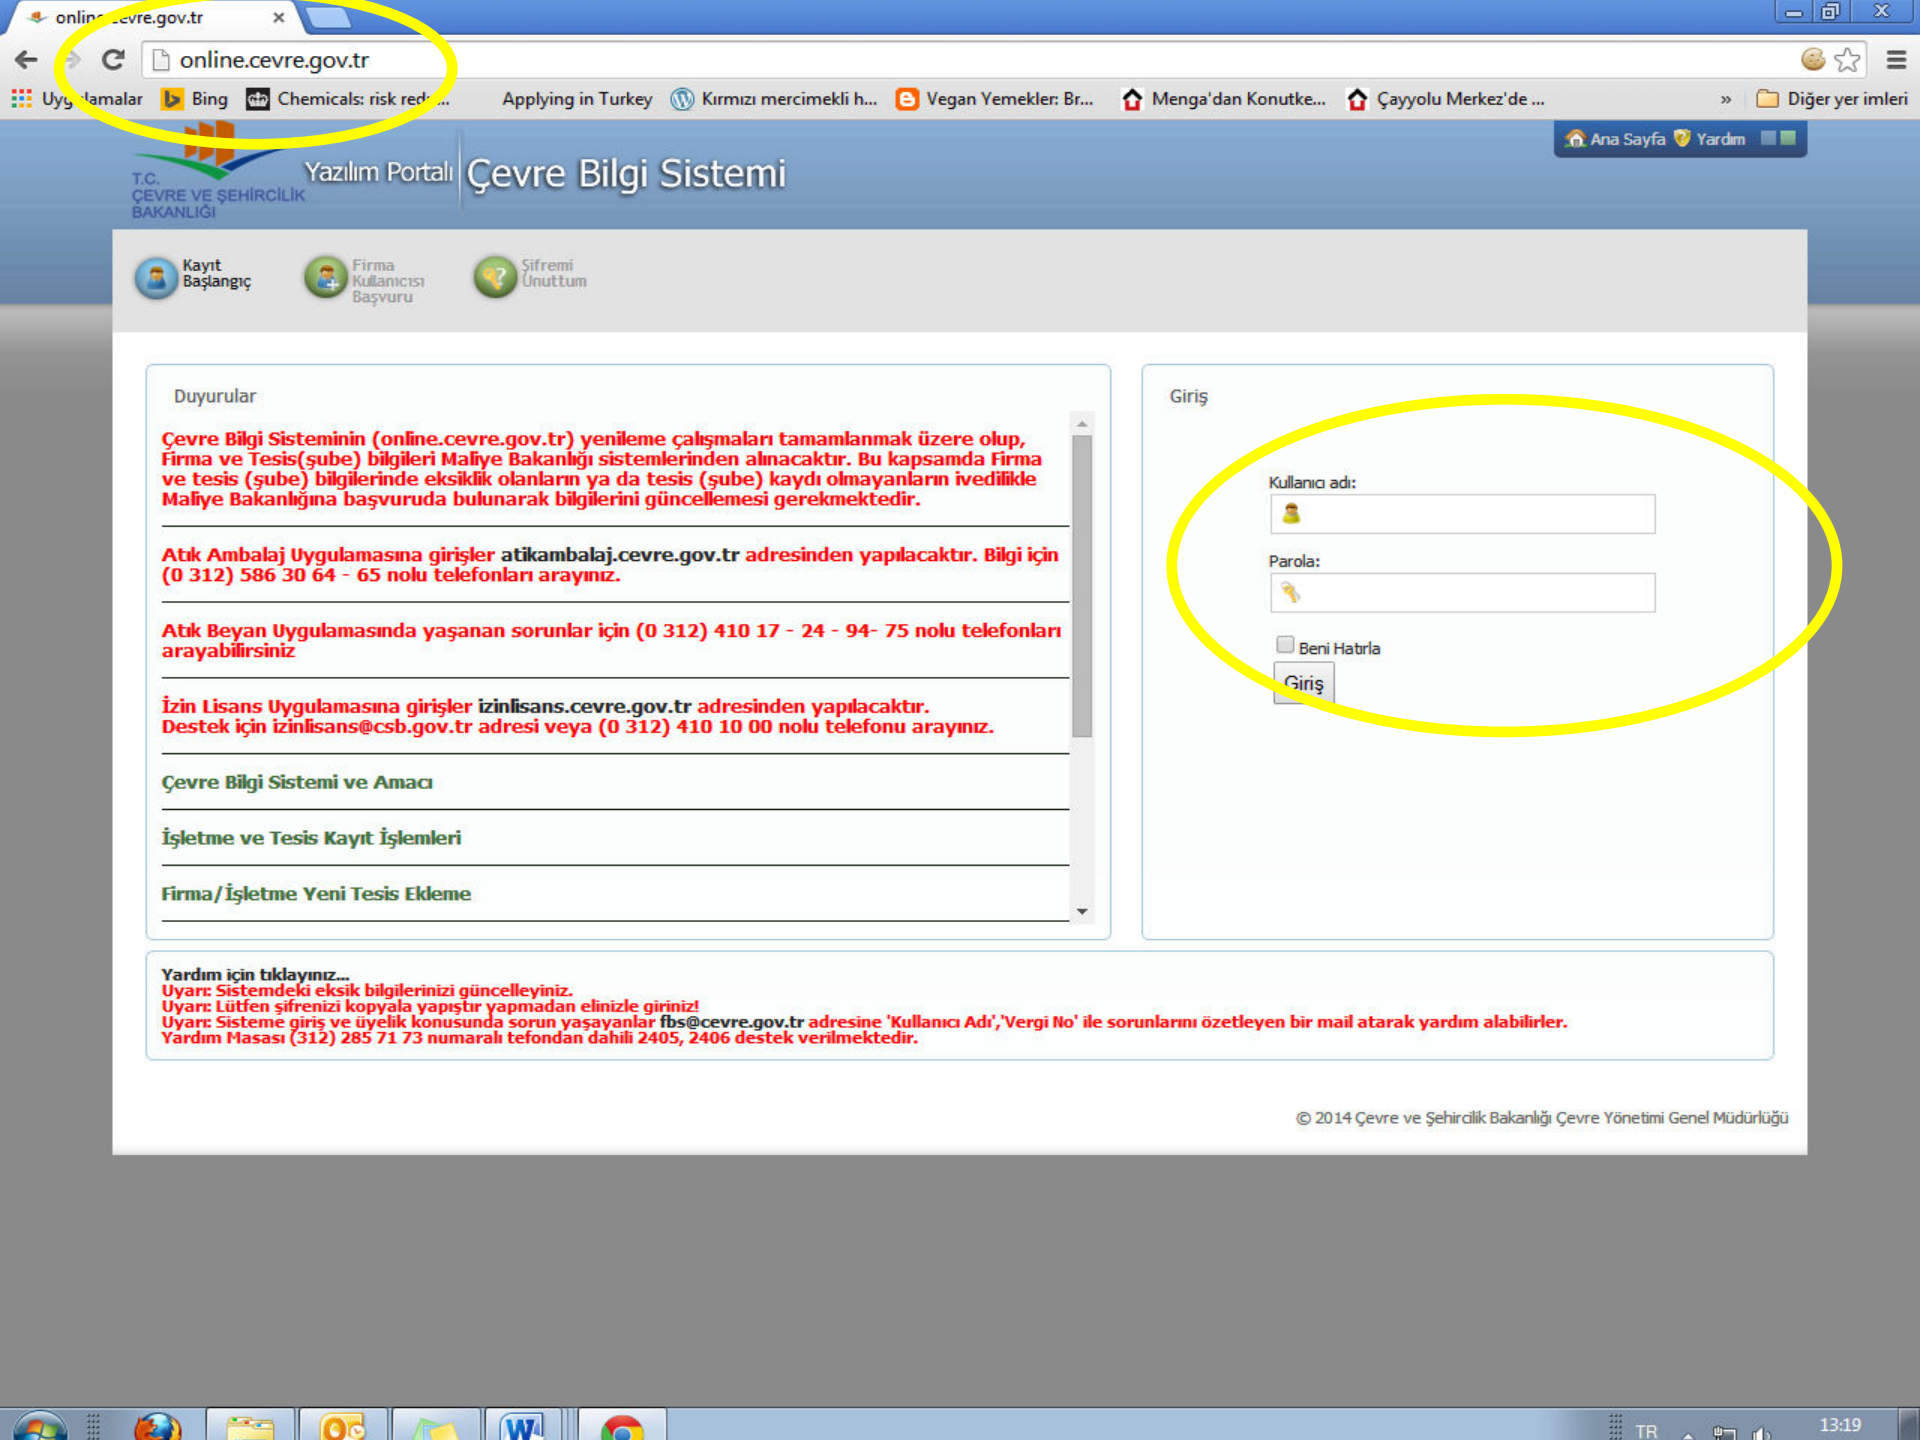 online.cevre.gov.tr
online.cevre.gov.tr
Bing
Chemicals: risk
Applying in Turkey
Kırmızı mercimekli h...
Vegan Yemekler: Br...
Menga'dan Konutke...
Çayyolu Merkez'de ...
»
Diğer yer imleri
Ana Sayfa
Yardım
T.C.
ÇEVRE VE ŞEHİRCİLİK
BAKANLIĞI
Yazılım Portalı
Çevre Bilgi Sistemi
Kayıt
Başlangıç
Firma
Kullanıcısı
Başvuru
Şifremi
Unuttum
Duyurular
Çevre Bilgi Sisteminin (online.cevre.gov.tr) yenileme çalışmaları tamamlanmak üzere olup,
Firma ve Tesis(şube) bilgileri Maliye Bakanlığı sistemlerinden alınacaktır. Bu kapsamda Firma
ve tesis (şube) bilgilerinde eksiklik olanların ya da tesis (şube) kaydı olmayanların ivedilikle
Maliye Bakanlığına başvuruda bulunarak bilgilerini güncellemesi gerekmektedir.
Atık Ambalaj Uygulamasına girişler atikambalaj.cevre.gov.tr adresinden yapılacaktır. Bilgi için
(0 312) 586 30 64 - 65 nolu telefonları arayınız.
Atık Beyan Uygulamasında yaşanan sorunlar için (0 312) 410 17 - 24 - 94- 75 nolu telefonları
arayabilirsiniz
İzin Lisans Uygulamasına girişler izinlisans.cevre.gov.tr adresinden yapılacaktır.
Destek için izinlisans@csb.gov.tr adresi veya (0 312) 410 10 00 nolu telefonu arayınız.
Çevre Bilgi Sistemi ve Amacı
İşletme ve Tesis Kayıt İşlemleri
Firma/İşletme Yeni Tesis Ekleme
Giriş
Kullanıcı adı:
Parola:
Beni Hatırla
Giriş
Yardım için tıklayınız...
Uyarı: Sistemdeki eksik bilgilerinizi güncelleyiniz.
Uyarı: Lütfen şifrenizi kopyala yapıştır yapmadan elinizle giriniz!
Uyarı: Sisteme giriş ve üyelik konusunda sorun yaşayanlar fbs@cevre.gov.tr adresine 'Kullanıcı Adı','Vergi No' ile sorunlarını özetleyen bir mail atarak yardım alabilirler.
Yardım Masası (312) 285 71 73 numaralı tefondan dahili 2405, 2406 destek verilmektedir.
© 2014 Çevre ve Şehircilik Bakanlığı Çevre Yönetimi Genel Müdürlüğü
TR
13:19